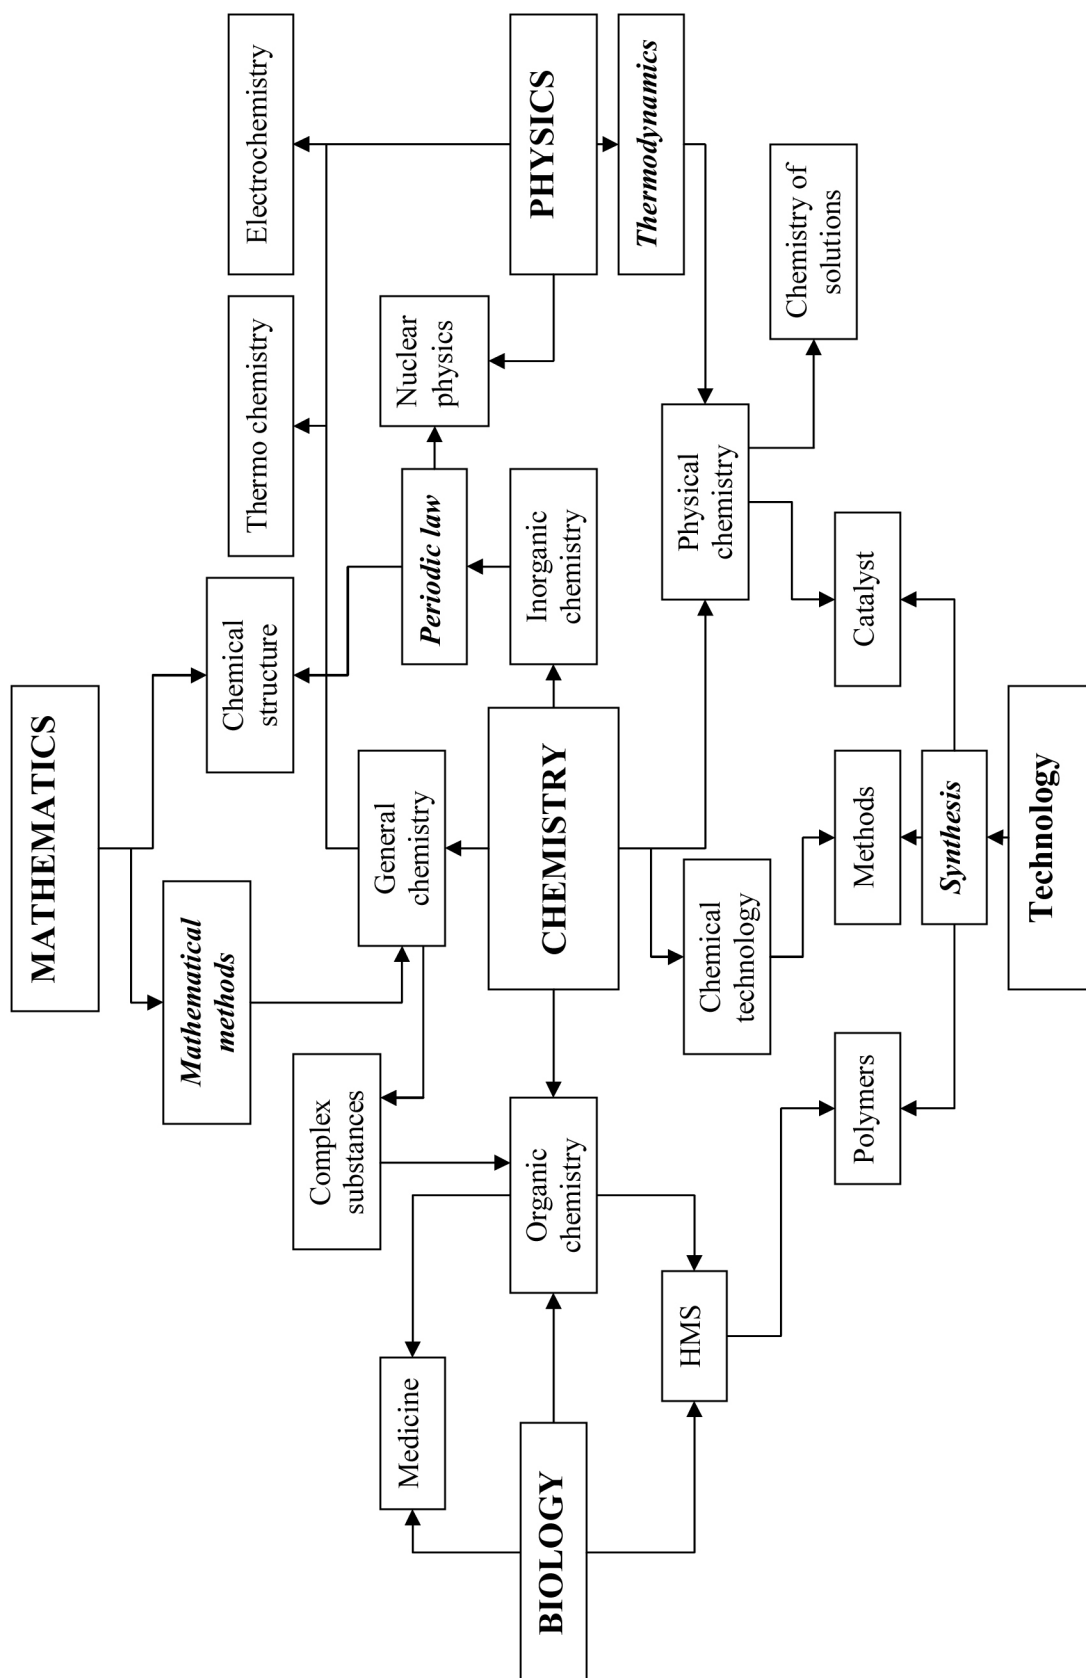 MATHEMATICS
Mathematical
methods
Chemical
structure
Thermo chemistry
Electrochemistry
Complex
substances
General
chemistry
Periodic law
Nuclear
physics
Medicine
Organic
chemistry
CHEMISTRY
Inorganic
chemistry
PHYSICS
Thermodynamics
BIOLOGY
HMS
Chemical
technology
Physical
chemistry
Chemistry of
solutions
Polymers
Methods
Catalyst
Synthesis
Technology